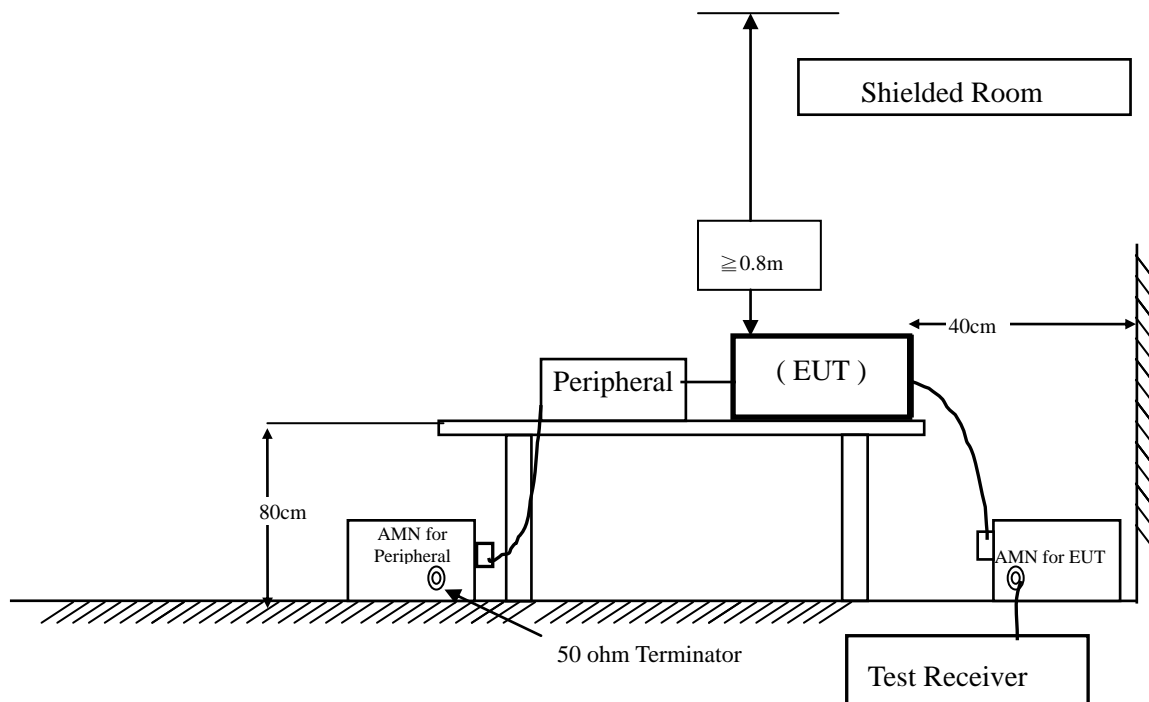 Shielded Room
≧0.8m
40cm
( EUT )
Peripheral
80cm
AMN for
Peripheral
AMN for EUT
50 ohm Terminator
Test Receiver